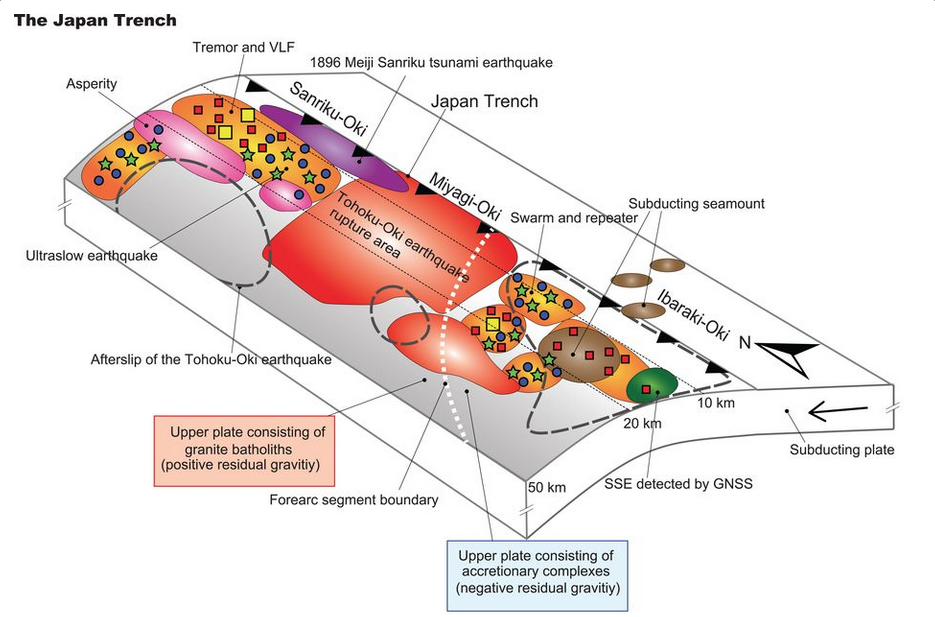 The Japan Trench
Tremor and VLF
1896 Meiji Sanriku tsunami earthquake
Asperity
Sanriku-Oki
Japan Trench
Miyagi-Oki
Tohoku-Oki earthquake
rupture area
Swarm and repeater
Subducting seamount
Ultraslow earthquake
Ibaraki-Oki
N
Afterslip of the Tohoku-Oki earthquake
10 km
20 km
Subducting plate
Upper plate consisting of
granite batholiths
(positive residual gravitiy)
Forearc segment boundary
50 km
SSE detected by GNSS
Upper plate consisting of
accretionary complexes
(negative residual gravitiy)